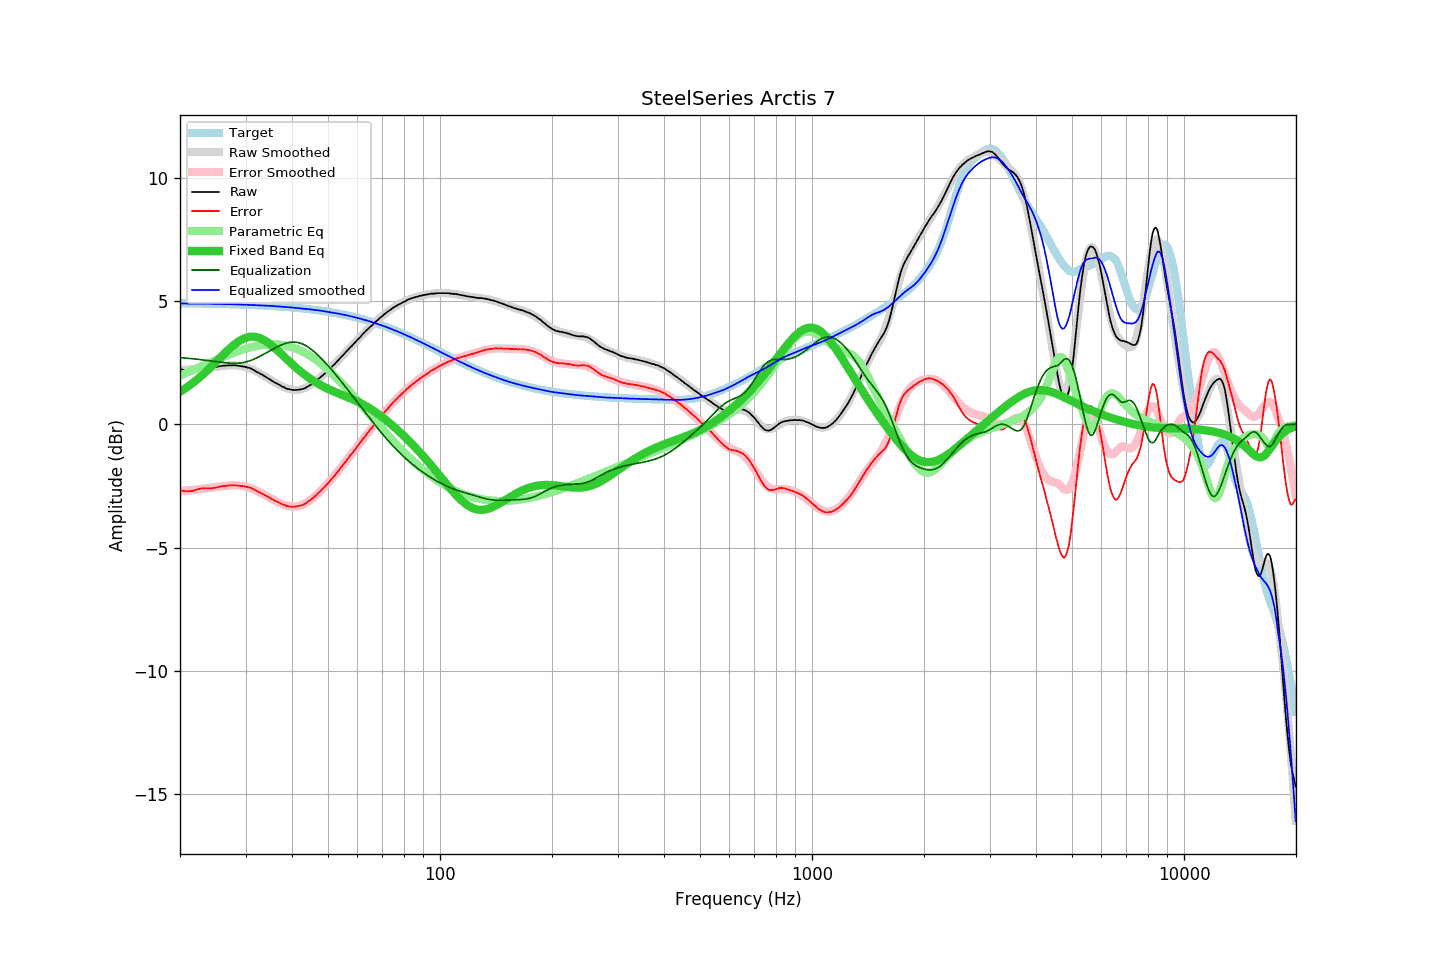 SteelSeries Arctis 7
Target
Raw Smoothed
Error Smoothed
Raw
Error
Parametric Eq
Fixed Band Eq
Equalization
Equalized smoothed
10
5
0
−5
−10
−15
Amplitude (dBr)
100
1000
10000
Frequency (Hz)